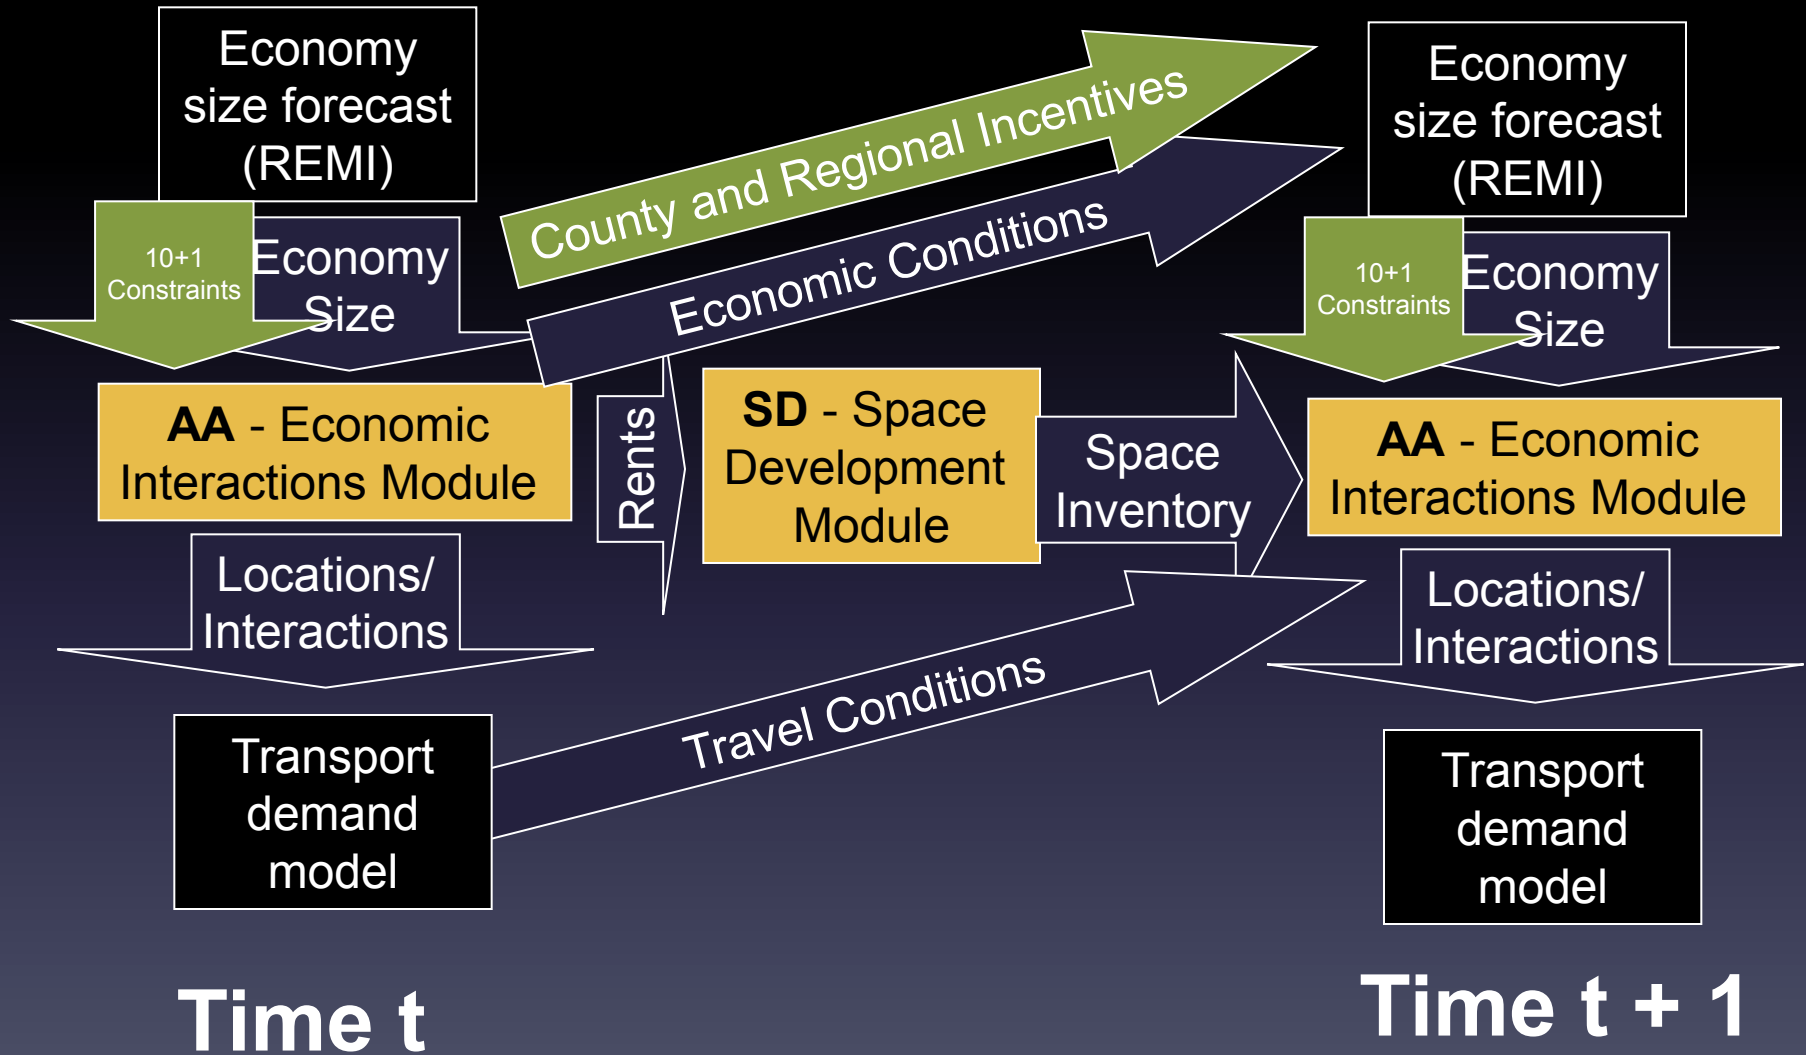 Economy
size forecast
(REMI)
10+1
Constraints
Economy
Size
AA - Economic
Interactions Module
Locations/
Interactions
Transport
demand
model
Time t
County and Regional Incentives
Economic Conditions
Rents
SD - Space
Development
Module
Space
Inventory
Travel Conditions
Economy
size forecast
(REMI)
10+1
Constraints
Economy
Size
AA - Economic
Interactions Module
Locations/
Interactions
Transport
demand
model
Time t + 1